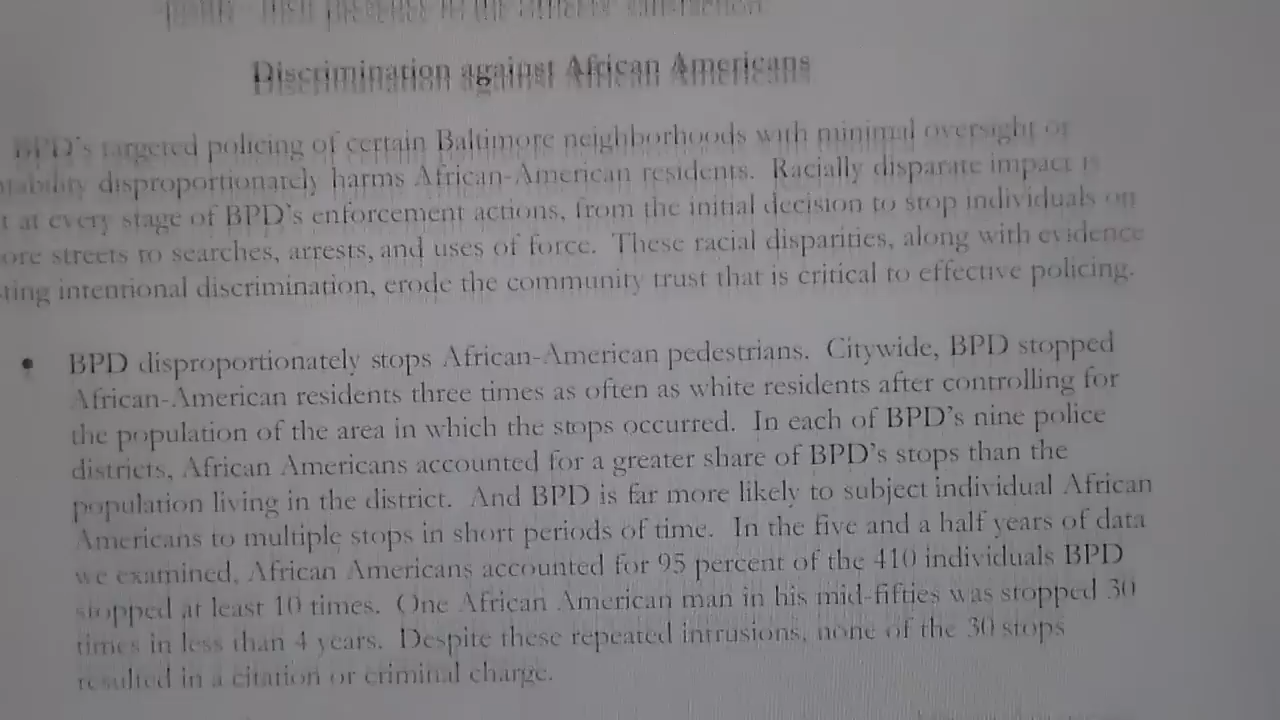 Discrimination against African Americans
BPD's targeted policing of certain Baltimore neighborhoods with minimal oversight or
disproportionately harms African-American residents. Racially disparate impact is
t at every stage of BPD's enforcement actions, from the initial decision to stop individuals on
ore streets to searches, arrests, and uses of force. These racial disparities, along with evidence
ting intentional discrimination, erode the community trust that is critical to effective policing.
• BPD disproportionately stops African-American pedestrians. Citywide, BPD stopped
African-American residents three times as often as white residents after controlling for
the population of the area in which the stops occurred. In each of BPD's nine police
districts, African Americans accounted for a greater share of BPD's stops than the
population living in the district. And BPD is far more likely to subject individual African
Americans to multiple stops in short periods of time. In the five and a half years of data
we examined, African Americans accounted for 95 percent of the 410 individuals BPD
stopped at least 10 times. One African American man in his mid-fifties was stopped 30
times in less than 4 years. Despite these repeated intrusions, none of the 30 stops
resulted in a citation or criminal charge.